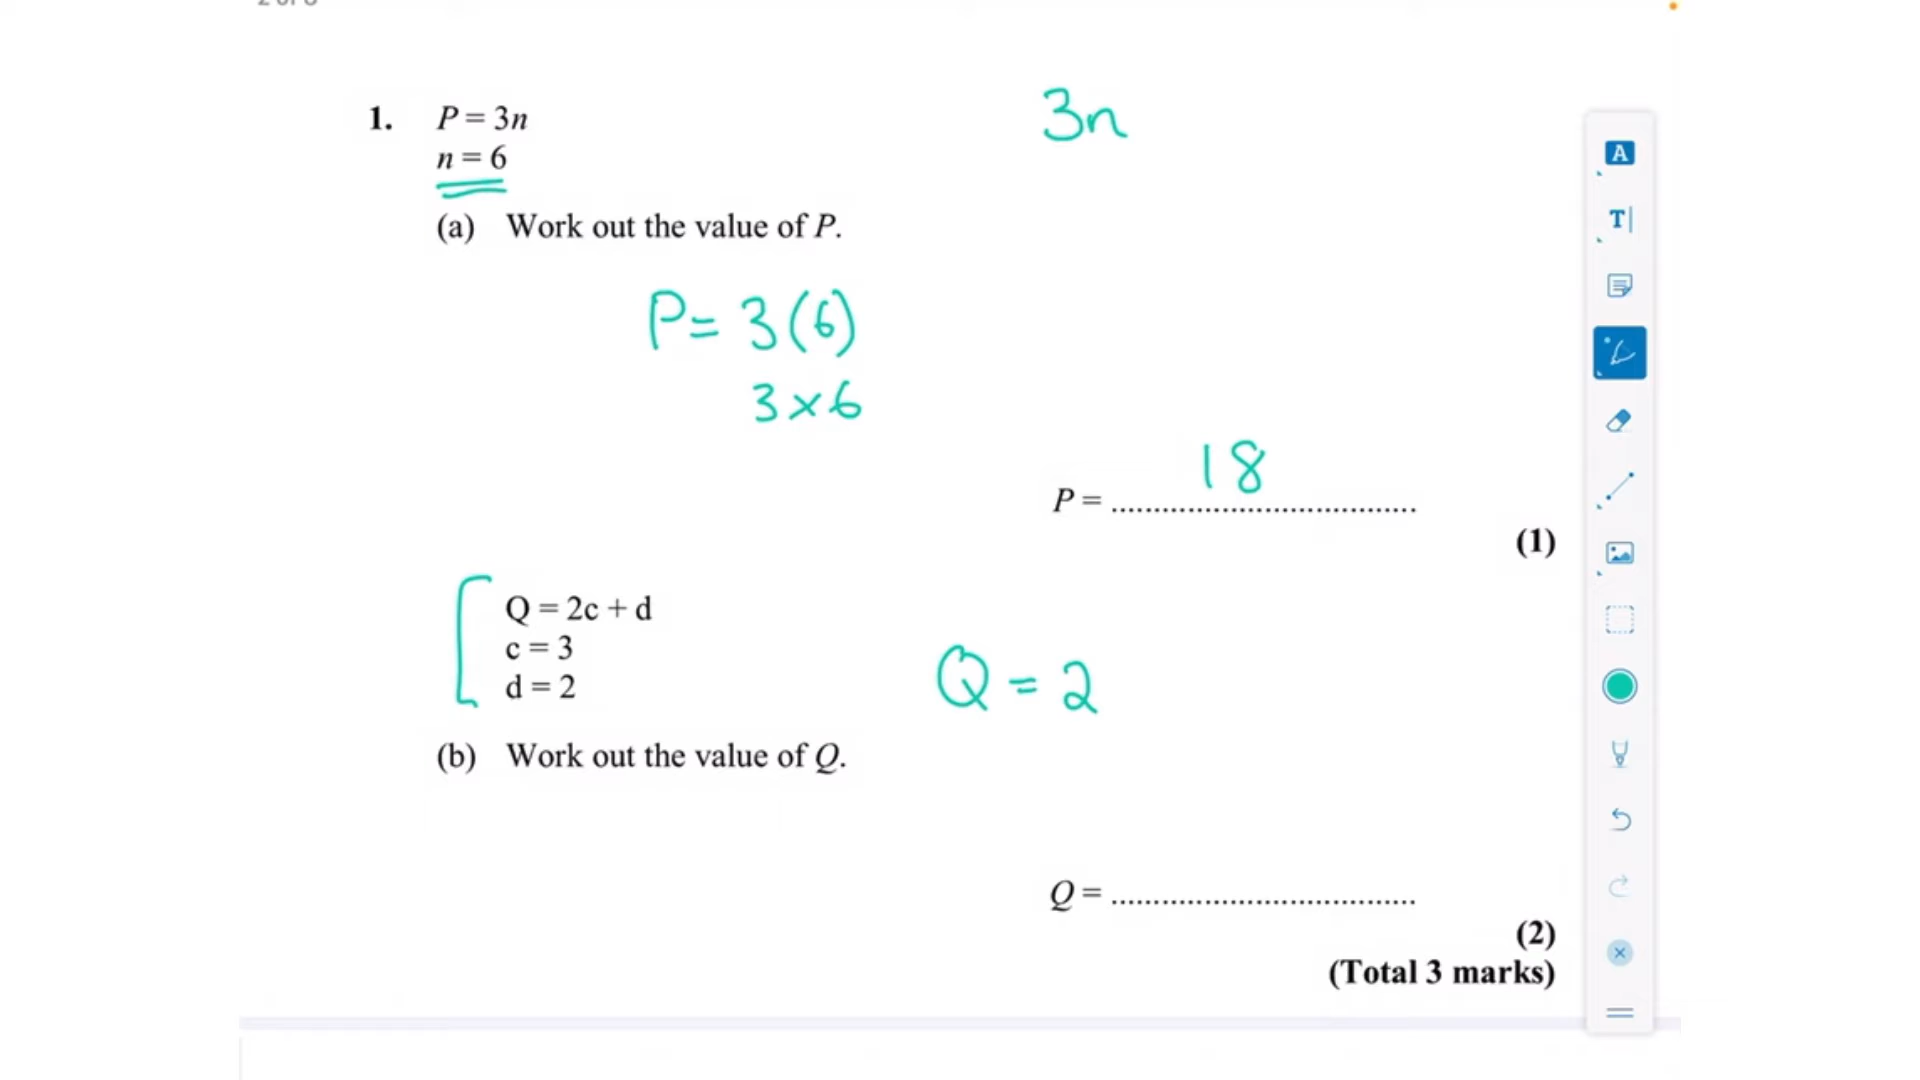 1. P = 3n
3n
n = 6
(a) Work out the value of P.
P = 3(6)
3 × 6
18
P = ..................................
(1)
Q = 2c + d
c = 3
d = 2
Q = 2
(b) Work out the value of Q.
Q = ..................................
(2)
(Total 3 marks)
A
T